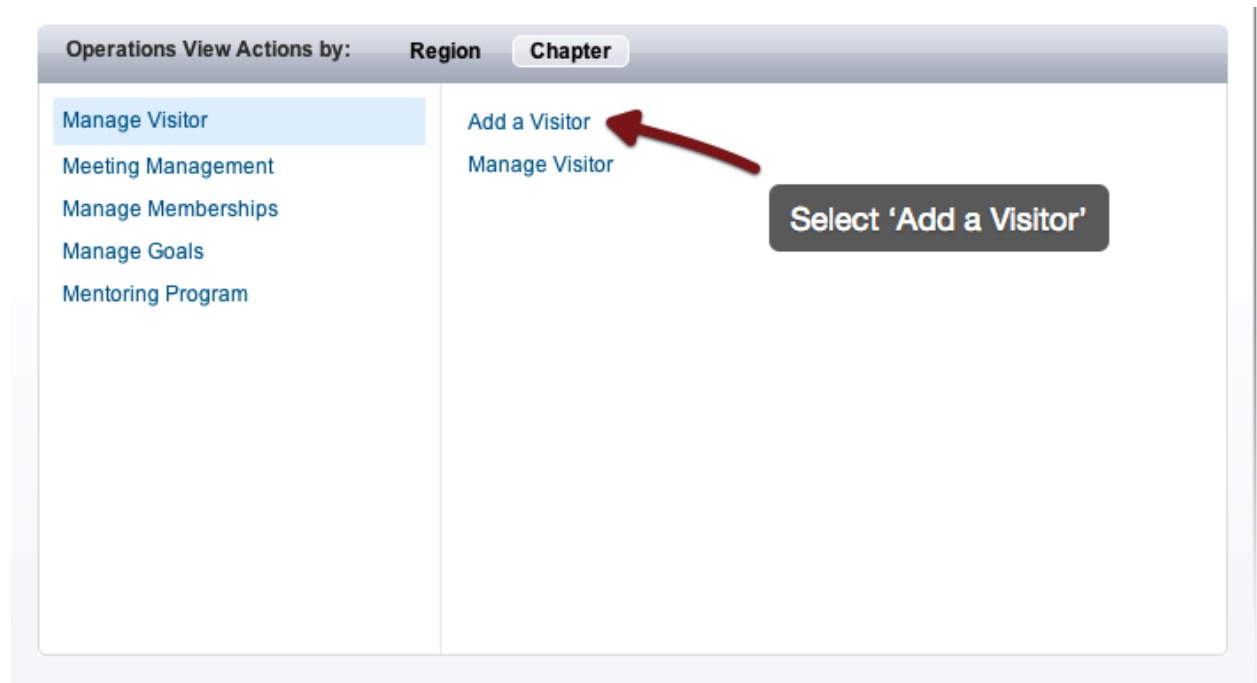 Operations View Actions by: Region Chapter
Manage Visitor
Meeting Management
Manage Memberships
Manage Goals
Mentoring Program
Add a Visitor
Manage Visitor
Select ‘Add a Visitor’